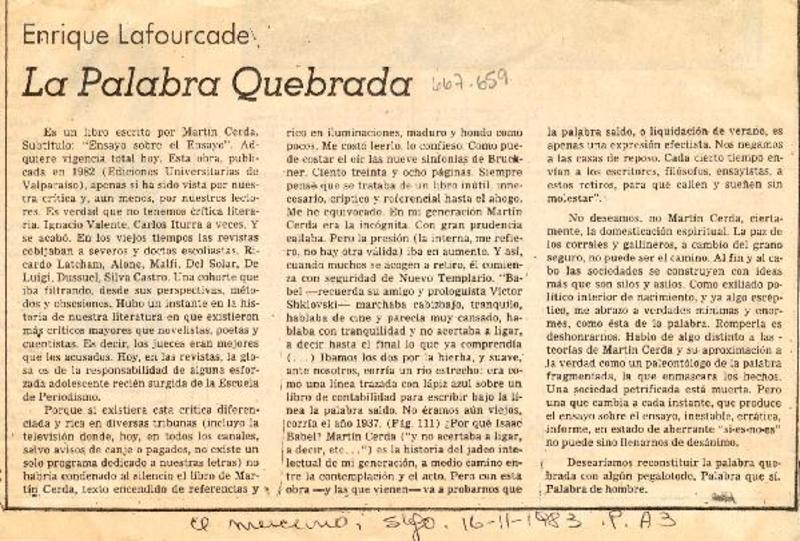 Enrique Lafourcade
La Palabra Quebrada
667.659
Es un libro escrito por Martín Cerda.
Subtítulo: "Ensayo sobre el Ensayo". Ad-
quiere vigencia total hoy. Esta obra, publi-
cada en 1982 (Ediciones Universitarias de
Valparaíso), apenas si ha sido vista por nues-
tra crítica y, aun menos, por nuestros lecto-
res. Es verdad que no tenemos crítica litera-
ria. Ignacio Valente, Carlos Iturra a veces. Y
se acabó. En los viejos tiempos las revistas
cobijaban a severos y doctos escoliastas, Ri-
cardo Latcham, Alone, Malfi, Del Solar, De
Luigi, Dussuel, Silva Castro. Una cohorte que
iba filtrando, desde sus perspectivas, méto-
dos y obsesiones. Hubo un instante en la his-
toria de nuestra literatura en que existieron
más críticos mayores que novelistas, poetas y
cuentistas. Es decir, los jueces eran mejores
que los acusados. Hoy, en las revistas, la glo-
sa es de la responsabilidad de alguna esfor-
zada adolescente recién surgida de la Escuela
de Periodismo.
Porque si existiera esta crítica diferen-
ciada y rica en diversas tribunas (incluyo la
televisión donde, hoy, en todos los canales,
salvo avisos de canje o pagados, no existe un
solo programa dedicado a nuestras letras) no
habría condenado al silencio el libro de Mar-
tín Cerda, texto encendido de referencias y
rico en iluminaciones, maduro y hondo como
pocos. Me costó leerlo, lo confieso. Como pue-
de costar el oír las nueve sinfonías de Bruck-
ner. Ciento treinta y ocho páginas. Siempre
pensé que se trataba de un libro inútil, inne-
cesario, críptico y referencial hasta el ahogo.
Me he equivocado. En mi generación Martín
Cerda era la incógnita. Con gran prudencia
callaba. Pero la presión (la interna, me refie-
ro, no hay otra válida) iba en aumento. Y así,
cuando muchos se acogen a retiro, él comien-
za con seguridad de Nuevo Templario. "Ba-
bel —recuerda su amigo y prologuista Victor
Shklovski— marchaba cabizbajo, tranquilo,
hablaba de cine y parecía muy cansado, ha-
blaba con tranquilidad y no acertaba a ligar,
a decir hasta el final lo que ya comprendía
(...) Ibamos los dos por la hierba, y suave,
ante nosotros, corría un río estrecho: era co-
mo una línea trazada con lápiz azul sobre un
libro de contabilidad para escribir bajo la lí-
nea la palabra saldo. No éramos aún viejos,
corría el año 1937. (Pág. 111) ¿Por qué Isaac
Babel? Martín Cerda ("y no acertaba a ligar,
a decir, etc...") es la historia del jadeo inte-
lectual de mi generación, a medio camino en-
tre la contemplación y el acto. Pero con esta
obra —y las que vienen— va a probarnos que
la palabra saldo, o liquidación de verano, es
apenas una expresión efectista. Nos negamos
a las casas de reposo. Cada cierto tiempo en-
vían a los escritores, filósofos, ensayistas, a
estos retiros, para que callen y sueñen sin
molestar".
No deseamos, no Martín Cerda, cierta-
mente, la domesticación espiritual. La paz de
los corrales y gallineros, a cambio del grano
seguro, no puede ser el camino. Al fin y al ca-
bo las sociedades se construyen con ideas
más que son silos y asilos. Como exiliado po-
lítico interior de nacimiento, y ya algo escép-
tico, me abrazo a verdades mínimas y enor-
mes, como ésta de la palabra. Romperla es
deshonrarnos. Hablo de algo distinto a las
teorías de Martín Cerda y su aproximación a
la verdad como un paleontólogo de la palabra
fragmentada, la que enmascara los hechos.
Una sociedad petrificada está muerta. Pero
una que cambia a cada instante, que produce
el ensayo sobre el ensayo, inestable, errática,
informe, en estado de aberrante "si-es-no-es"
no puede sino llenarnos de desánimo.
Desearíamos reconstituir la palabra que-
brada con algún pegalotodo. Palabra que sí.
Palabra de hombre.
El mercurio, Stgo. 16-11-1983 .P. A3